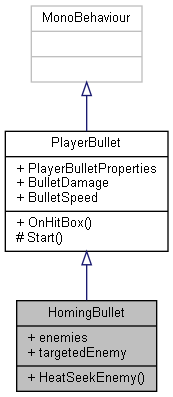 MonoBehaviour
PlayerBullet
+ PlayerBulletProperties
+ BulletDamage
+ BulletSpeed
+ OnHitBox()
# Start()
HomingBullet
+ enemies
+ targetedEnemy
+ HeatSeekEnemy()